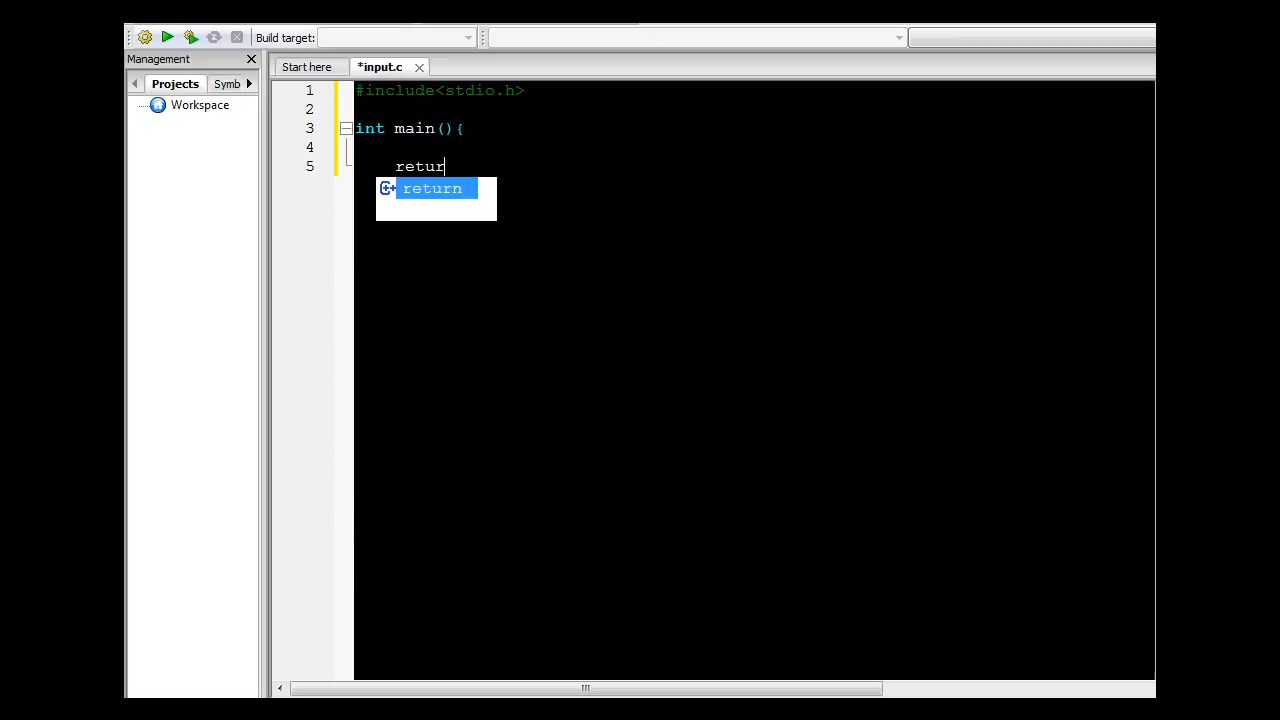 Build target:
Management
Start here
*input.c
Projects
Symb
Workspace
1 #include<stdio.h>
2
3 int main(){
4
5 retur
return